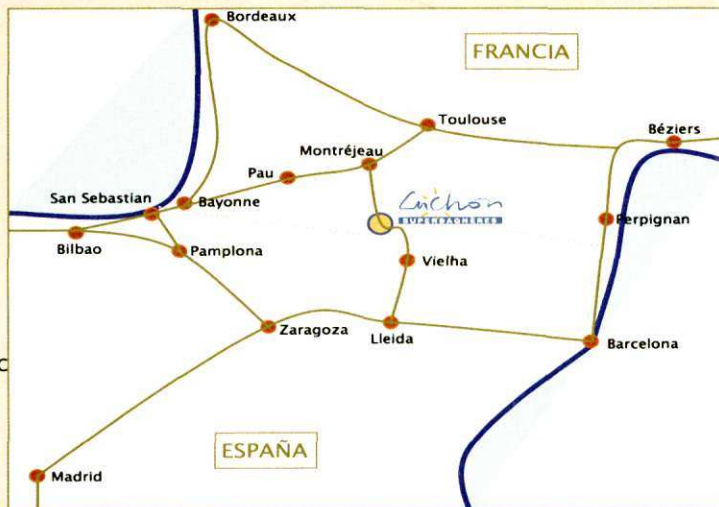 Bordeaux
FRANCIA
Toulouse
Béziers
Montréjeau
Pau
San Sebastian
Bayonne
Luchon
SUPERBAGNÈRES
Perpignan
Bilbao
Pamplona
Vielha
Zaragoza
Lleida
Barcelona
C
ESPAÑA
Madrid